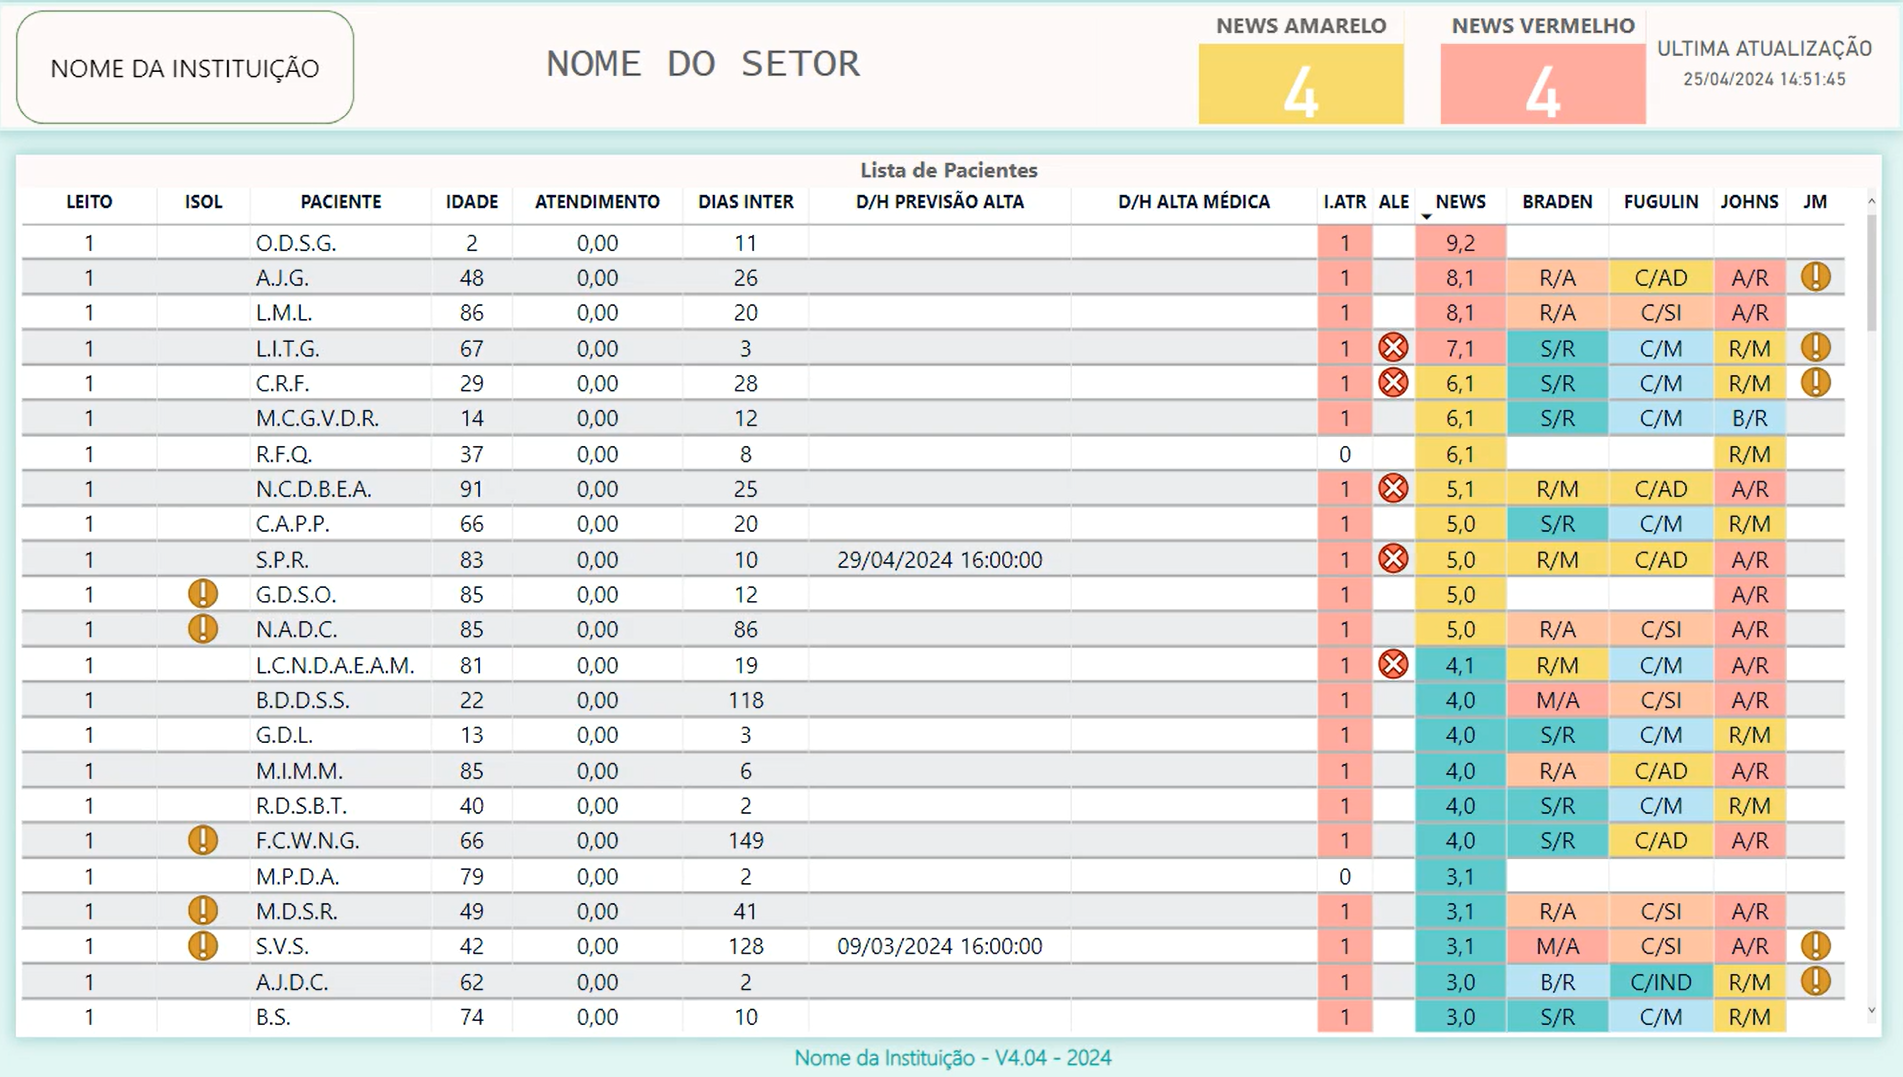 NOME DA INSTITUIÇÃO
NOME DO SETOR
NEWS AMARELO
4
NEWS VERMELHO
4
ULTIMA ATUALIZAÇÃO
25/04/2024 14:51:45
Lista de Pacientes
LEITO ISOL PACIENTE IDADE ATENDIMENTO DIAS INTER D/H PREVISÃO ALTA D/H ALTA MÉDICA I.ATR ALE NEWS BRADEN FUGULIN JOHNS JM
1 O.D.S.G. 2 0,00 11 1 9,2
1 A.J.G. 48 0,00 26 1 8,1 R/A C/AD A/R
1 L.M.L. 86 0,00 20 1 8,1 R/A C/SI A/R
1 L.I.T.G. 67 0,00 3 1 7,1 S/R C/M R/M
1 C.R.F. 29 0,00 28 1 6,1 S/R C/M R/M
1 M.C.G.V.D.R. 14 0,00 12 1 6,1 S/R C/M B/R
1 R.F.Q. 37 0,00 8 0 6,1 R/M
1 N.C.D.B.E.A. 91 0,00 25 1 5,1 R/M C/AD A/R
1 C.A.P.P. 66 0,00 20 1 5,0 S/R C/M R/M
1 S.P.R. 83 0,00 10 29/04/2024 16:00:00 1 5,0 R/M C/AD A/R
1 G.D.S.O. 85 0,00 12 1 5,0 A/R
1 N.A.D.C. 85 0,00 86 1 5,0 R/A C/SI A/R
1 L.C.N.D.A.E.A.M. 81 0,00 19 1 4,1 R/M C/M A/R
1 B.D.D.S.S. 22 0,00 118 1 4,0 M/A C/SI A/R
1 G.D.L. 13 0,00 3 1 4,0 S/R C/M R/M
1 M.I.M.M. 85 0,00 6 1 4,0 R/A C/AD A/R
1 R.D.S.B.T. 40 0,00 2 1 4,0 S/R C/M R/M
1 F.C.W.N.G. 66 0,00 149 1 4,0 S/R C/AD A/R
1 M.P.D.A. 79 0,00 2 0 3,1
1 M.D.S.R. 49 0,00 41 1 3,1 R/A C/SI A/R
1 S.V.S. 42 0,00 128 09/03/2024 16:00:00 1 3,1 M/A C/SI A/R
1 A.J.D.C. 62 0,00 2 1 3,0 B/R C/IND R/M
1 B.S. 74 0,00 10 1 3,0 S/R C/M R/M
Nome da Instituição - V4.04 - 2024